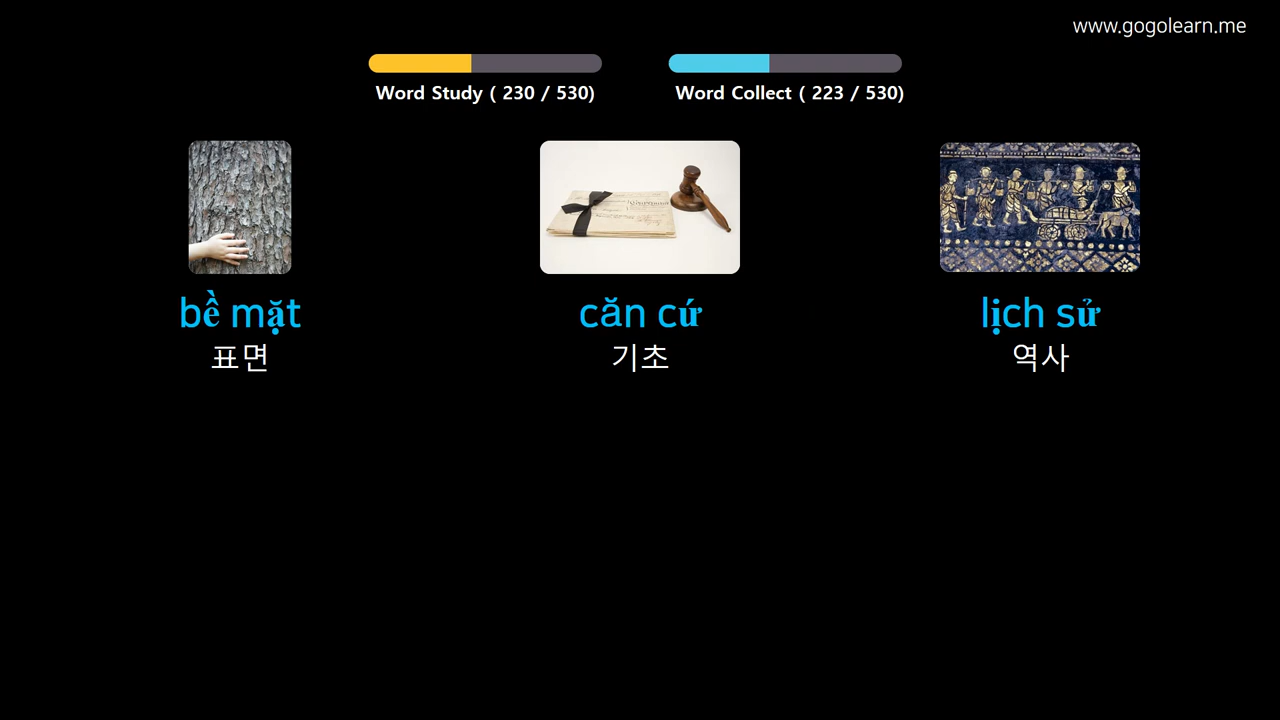 www.gogolearn.me
Word Study ( 230 / 530)
Word Collect ( 223 / 530)
bề mặt
căn cứ
lịch sử
표면
기초
역사